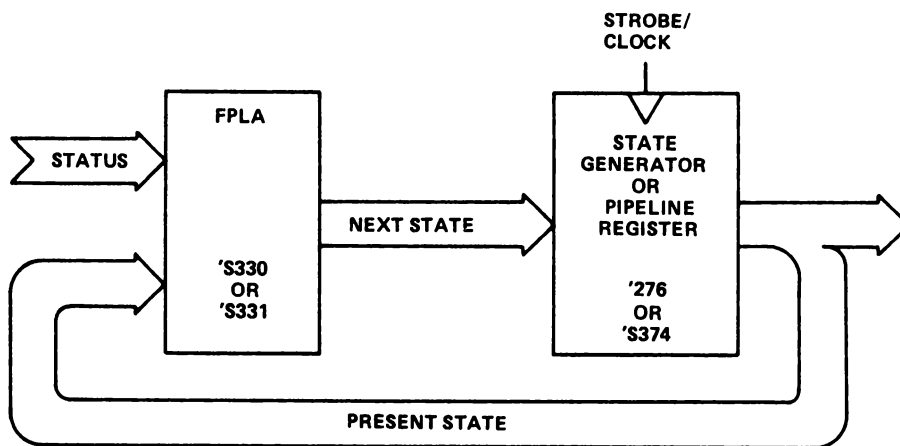 STROBE/
CLOCK
FPLA
STATUS
'S330
OR
'S331
NEXT STATE
STATE
GENERATOR
OR
PIPELINE
REGISTER
'276
OR
'S374
PRESENT STATE